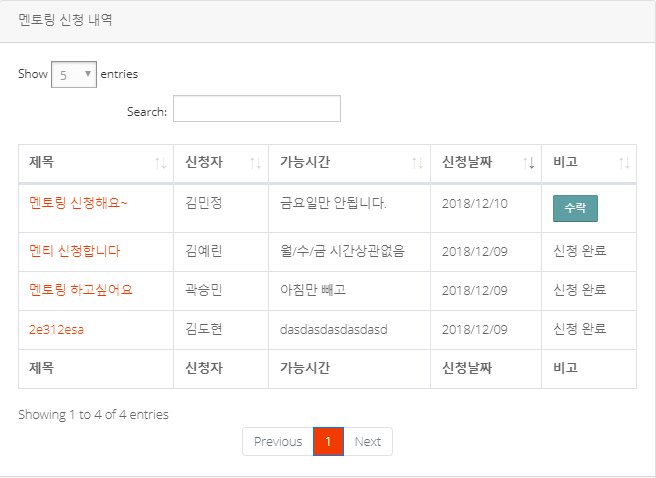 멘토링 신청 내역
Show 5 entries
Search:
제목 신청자 가능시간 신청날짜 비고
멘토링 신청해요~ 김민정 금요일만 안됩니다. 2018/12/10 수락
멘티 신청합니다 김예린 월/수/금 시간상관없음 2018/12/09 신청 완료
멘토링 하고싶어요 곽승민 아침만 빼고 2018/12/09 신청 완료
2e312esa 김도현 dasdasdasdasdasd 2018/12/09 신청 완료
제목 신청자 가능시간 신청날짜 비고
Showing 1 to 4 of 4 entries
Previous 1 Next